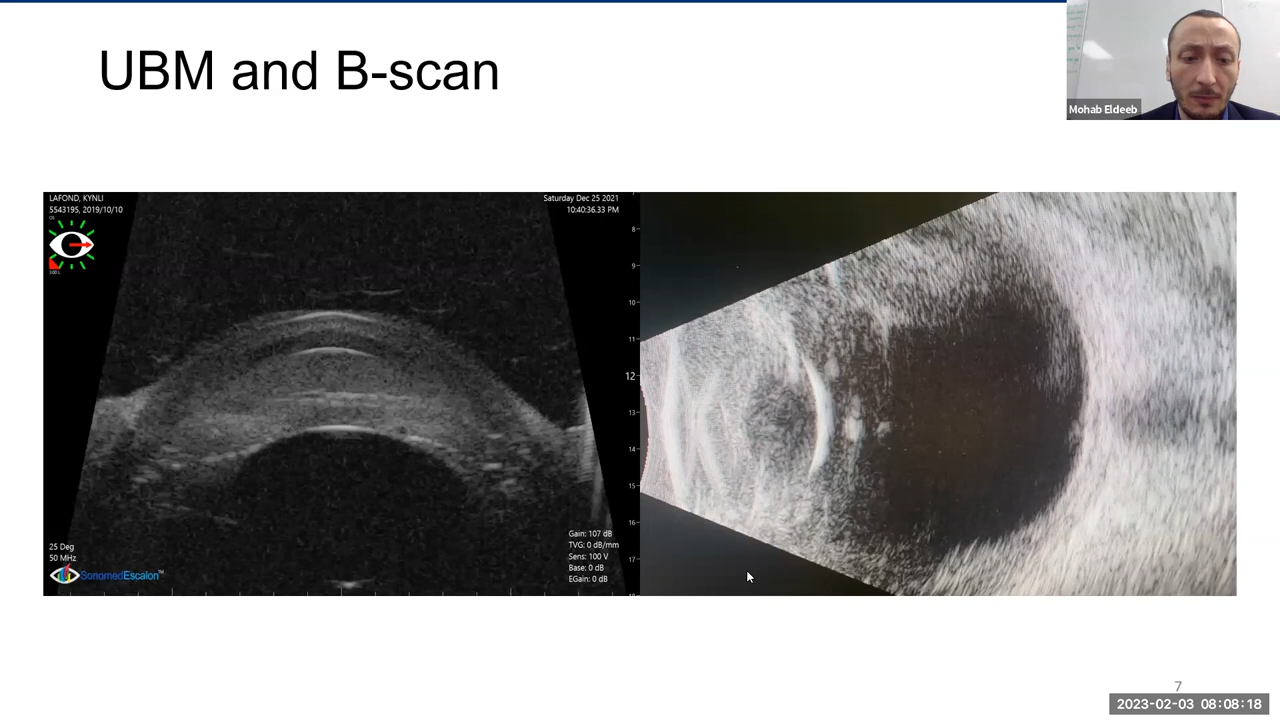 UBM and B-scan
Mohab Eldeeb
LAFOND, KYNLI
5543195, 2019/10/10
Saturday Dec 25 2021
10:40:36.33 PM
OS
8
9
10
11
12
13
14
15
16
17
25 Deg
50 MHz
SonomedEscalon™
Gain: 107 dB
TVG: 0 dB/mm
Sens: 100 V
Base: 0 dB
EGain: 0 dB
7
2023-02-03 08:08:18